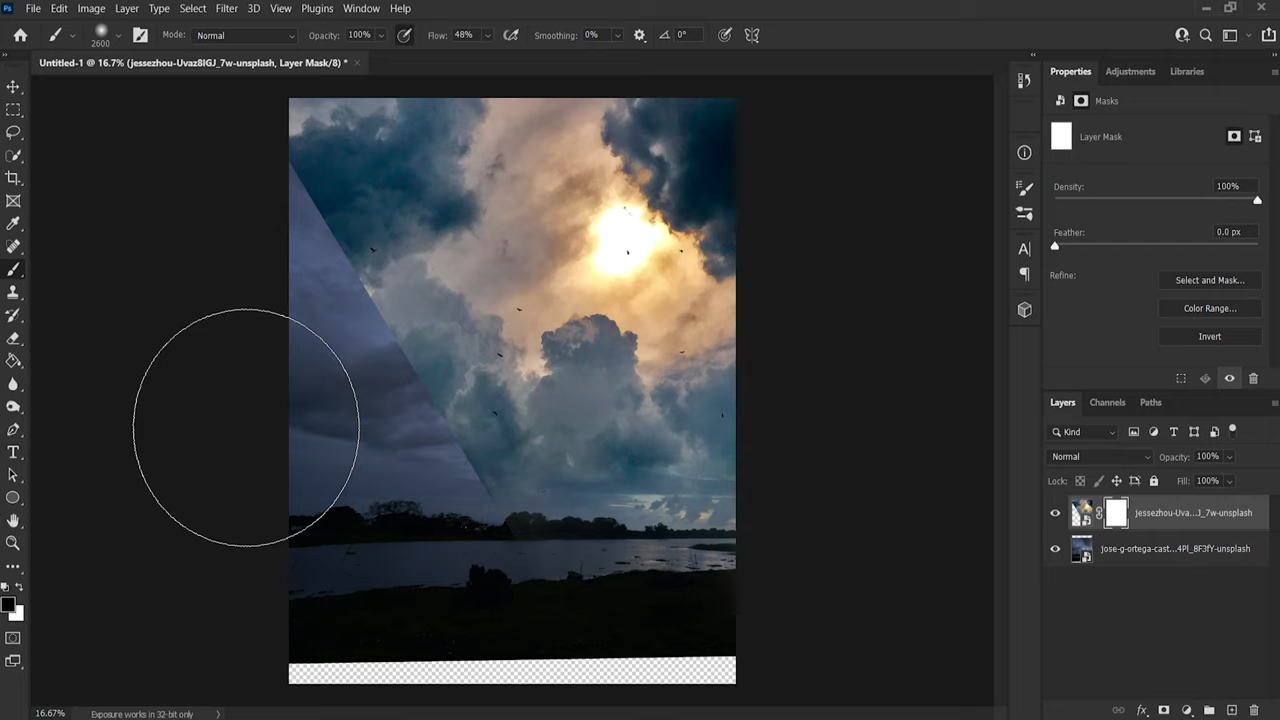 Ps File Edit Image Layer Type Select Filter 3D View Plugins Window Help
2600 Mode: Normal Opacity: 100% Flow: 48% Smoothing: 0% 0°
Untitled-1 @ 16.7% (jessezhou-Uvaz8IGJ_7w-unsplash, Layer Mask/8) *
Properties Adjustments Libraries
Masks
Layer Mask
Density: 100%
Feather: 0.0 px
Refine: Select and Mask...
Color Range...
Invert
Layers Channels Paths
Kind
Normal Opacity: 100%
Lock: Fill: 100%
jessezhou-Uva...J_7w-unsplash
jose-g-ortega-cast...4Pl_8F3fY-unsplash
16.67% Exposure works in 32-bit only